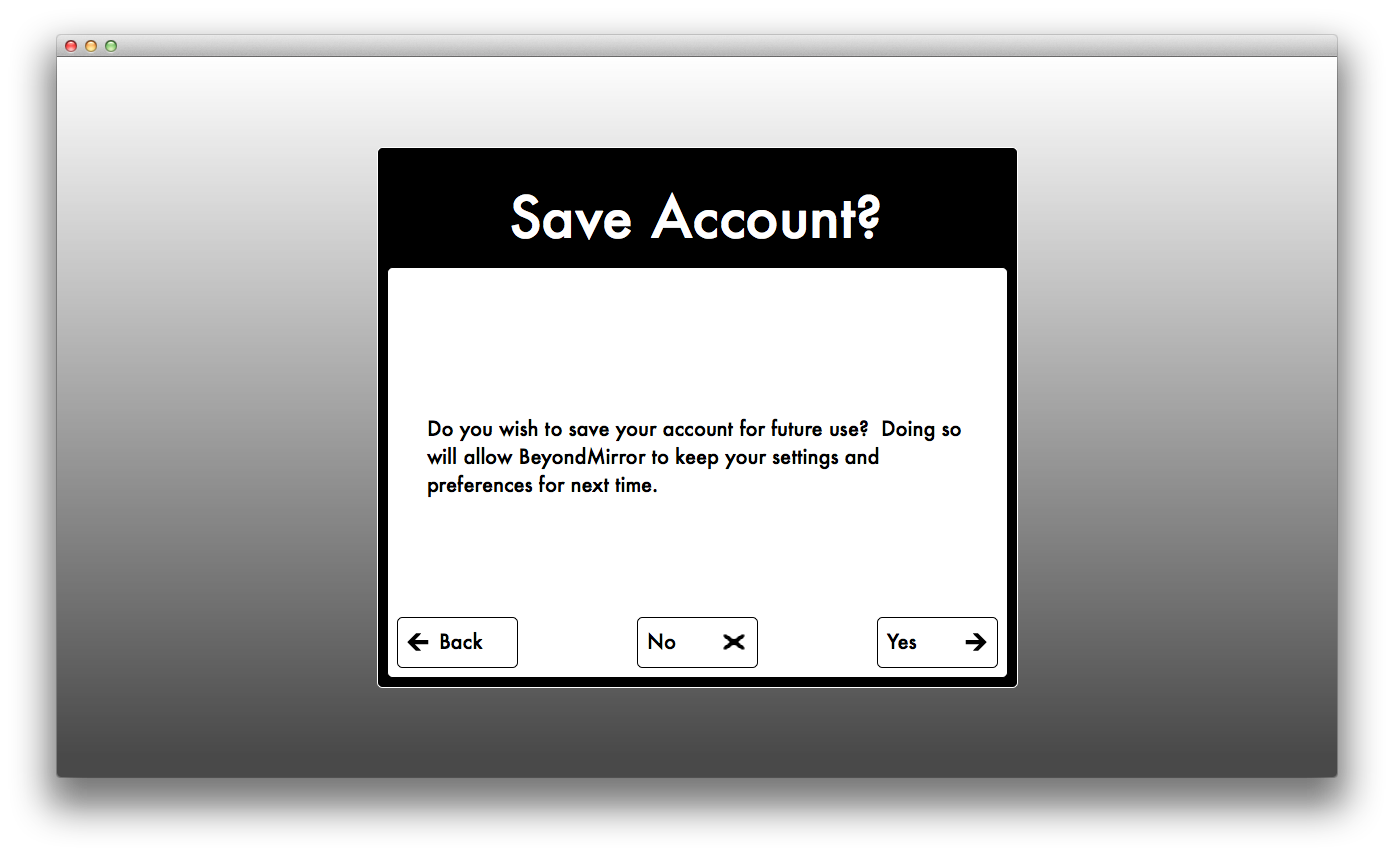 Save Account?
Do you wish to save your account for future use?  Doing so
will allow BeyondMirror to keep your settings and
preferences for next time.
Back
No
Yes